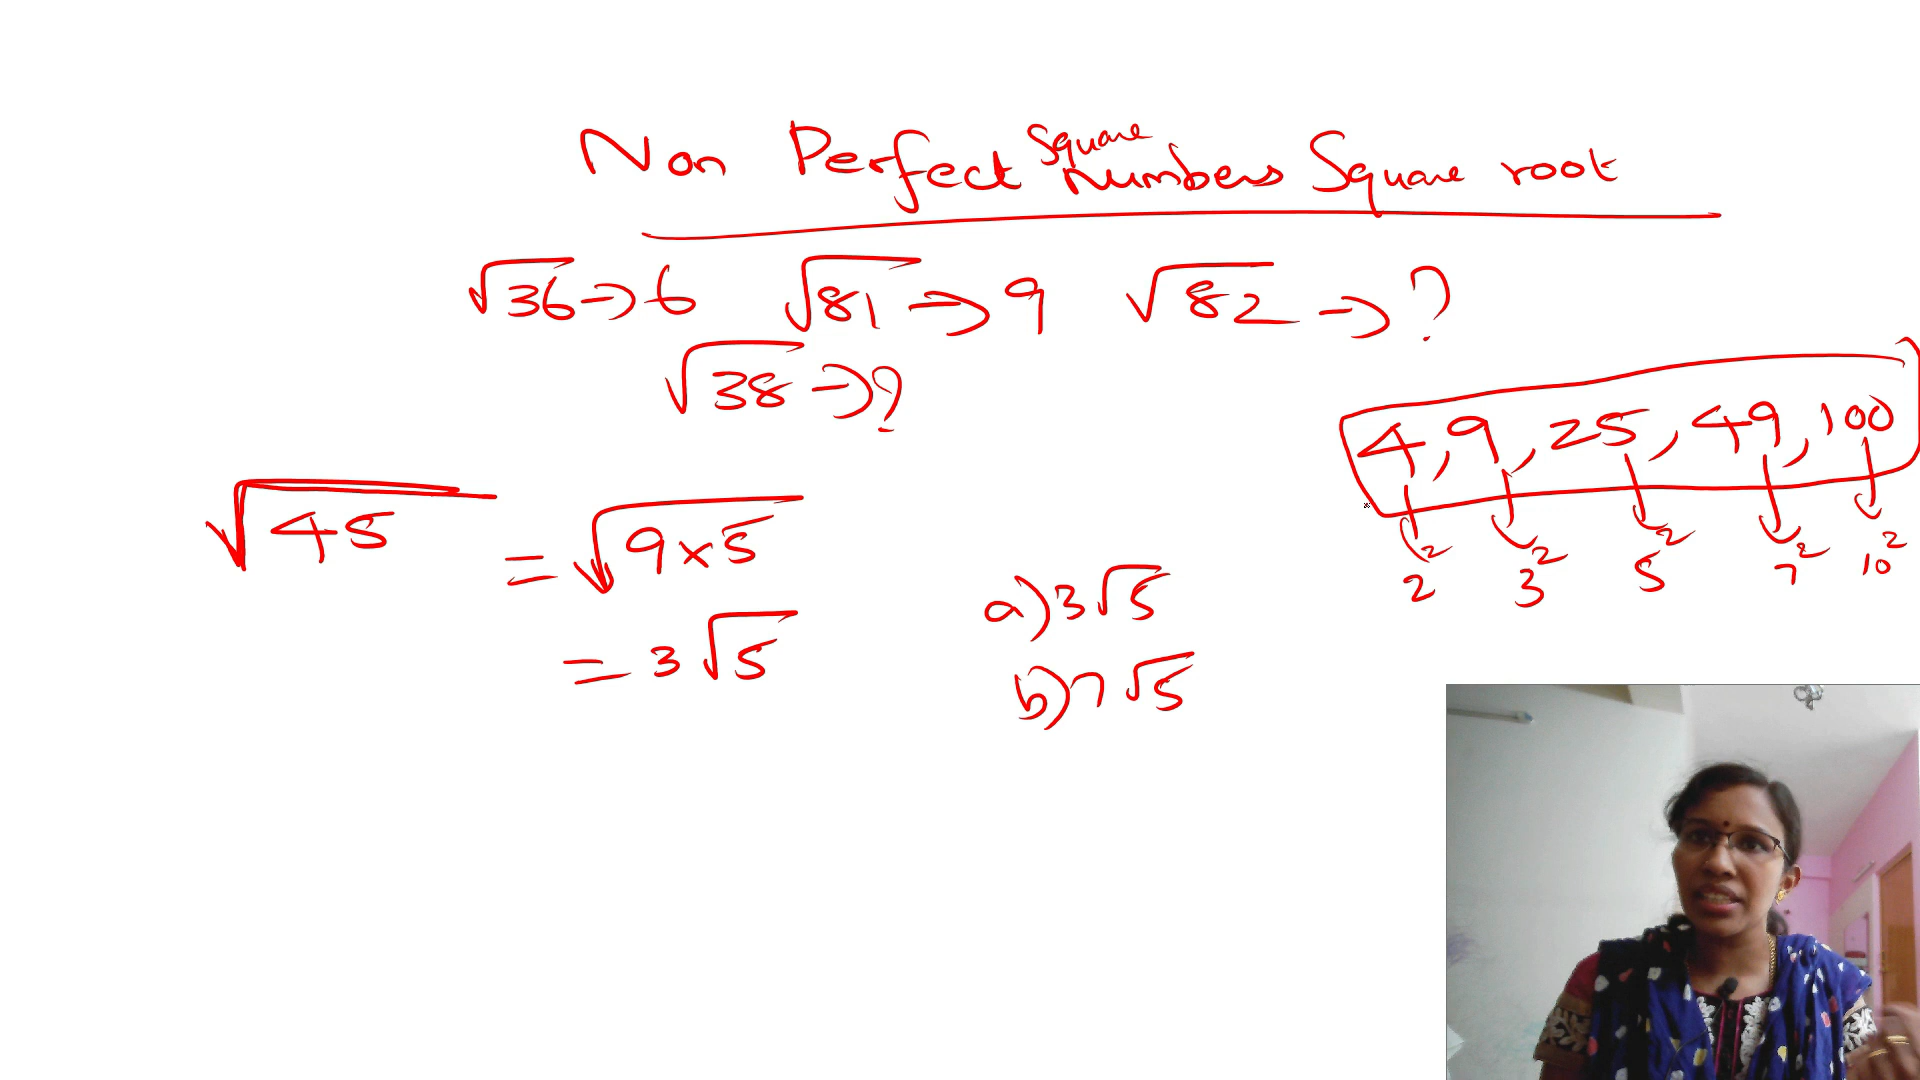 Non Perfect Square Numbers Square root
√36 → 6 √81 → 9 √82 → ?
√38 → ?
4, 9, 25, 49, 100
2² 3² 5² 7² 10²
√45 = √9×5
= 3√5
a) 3√5
b) 7√5